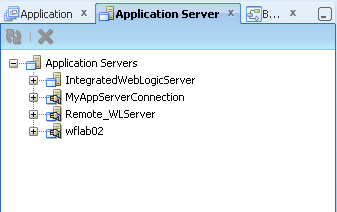 Application x Application Server x B... x
Application Servers
IntegratedWebLogicServer
MyAppServerConnection
Remote_WLServer
wflab02